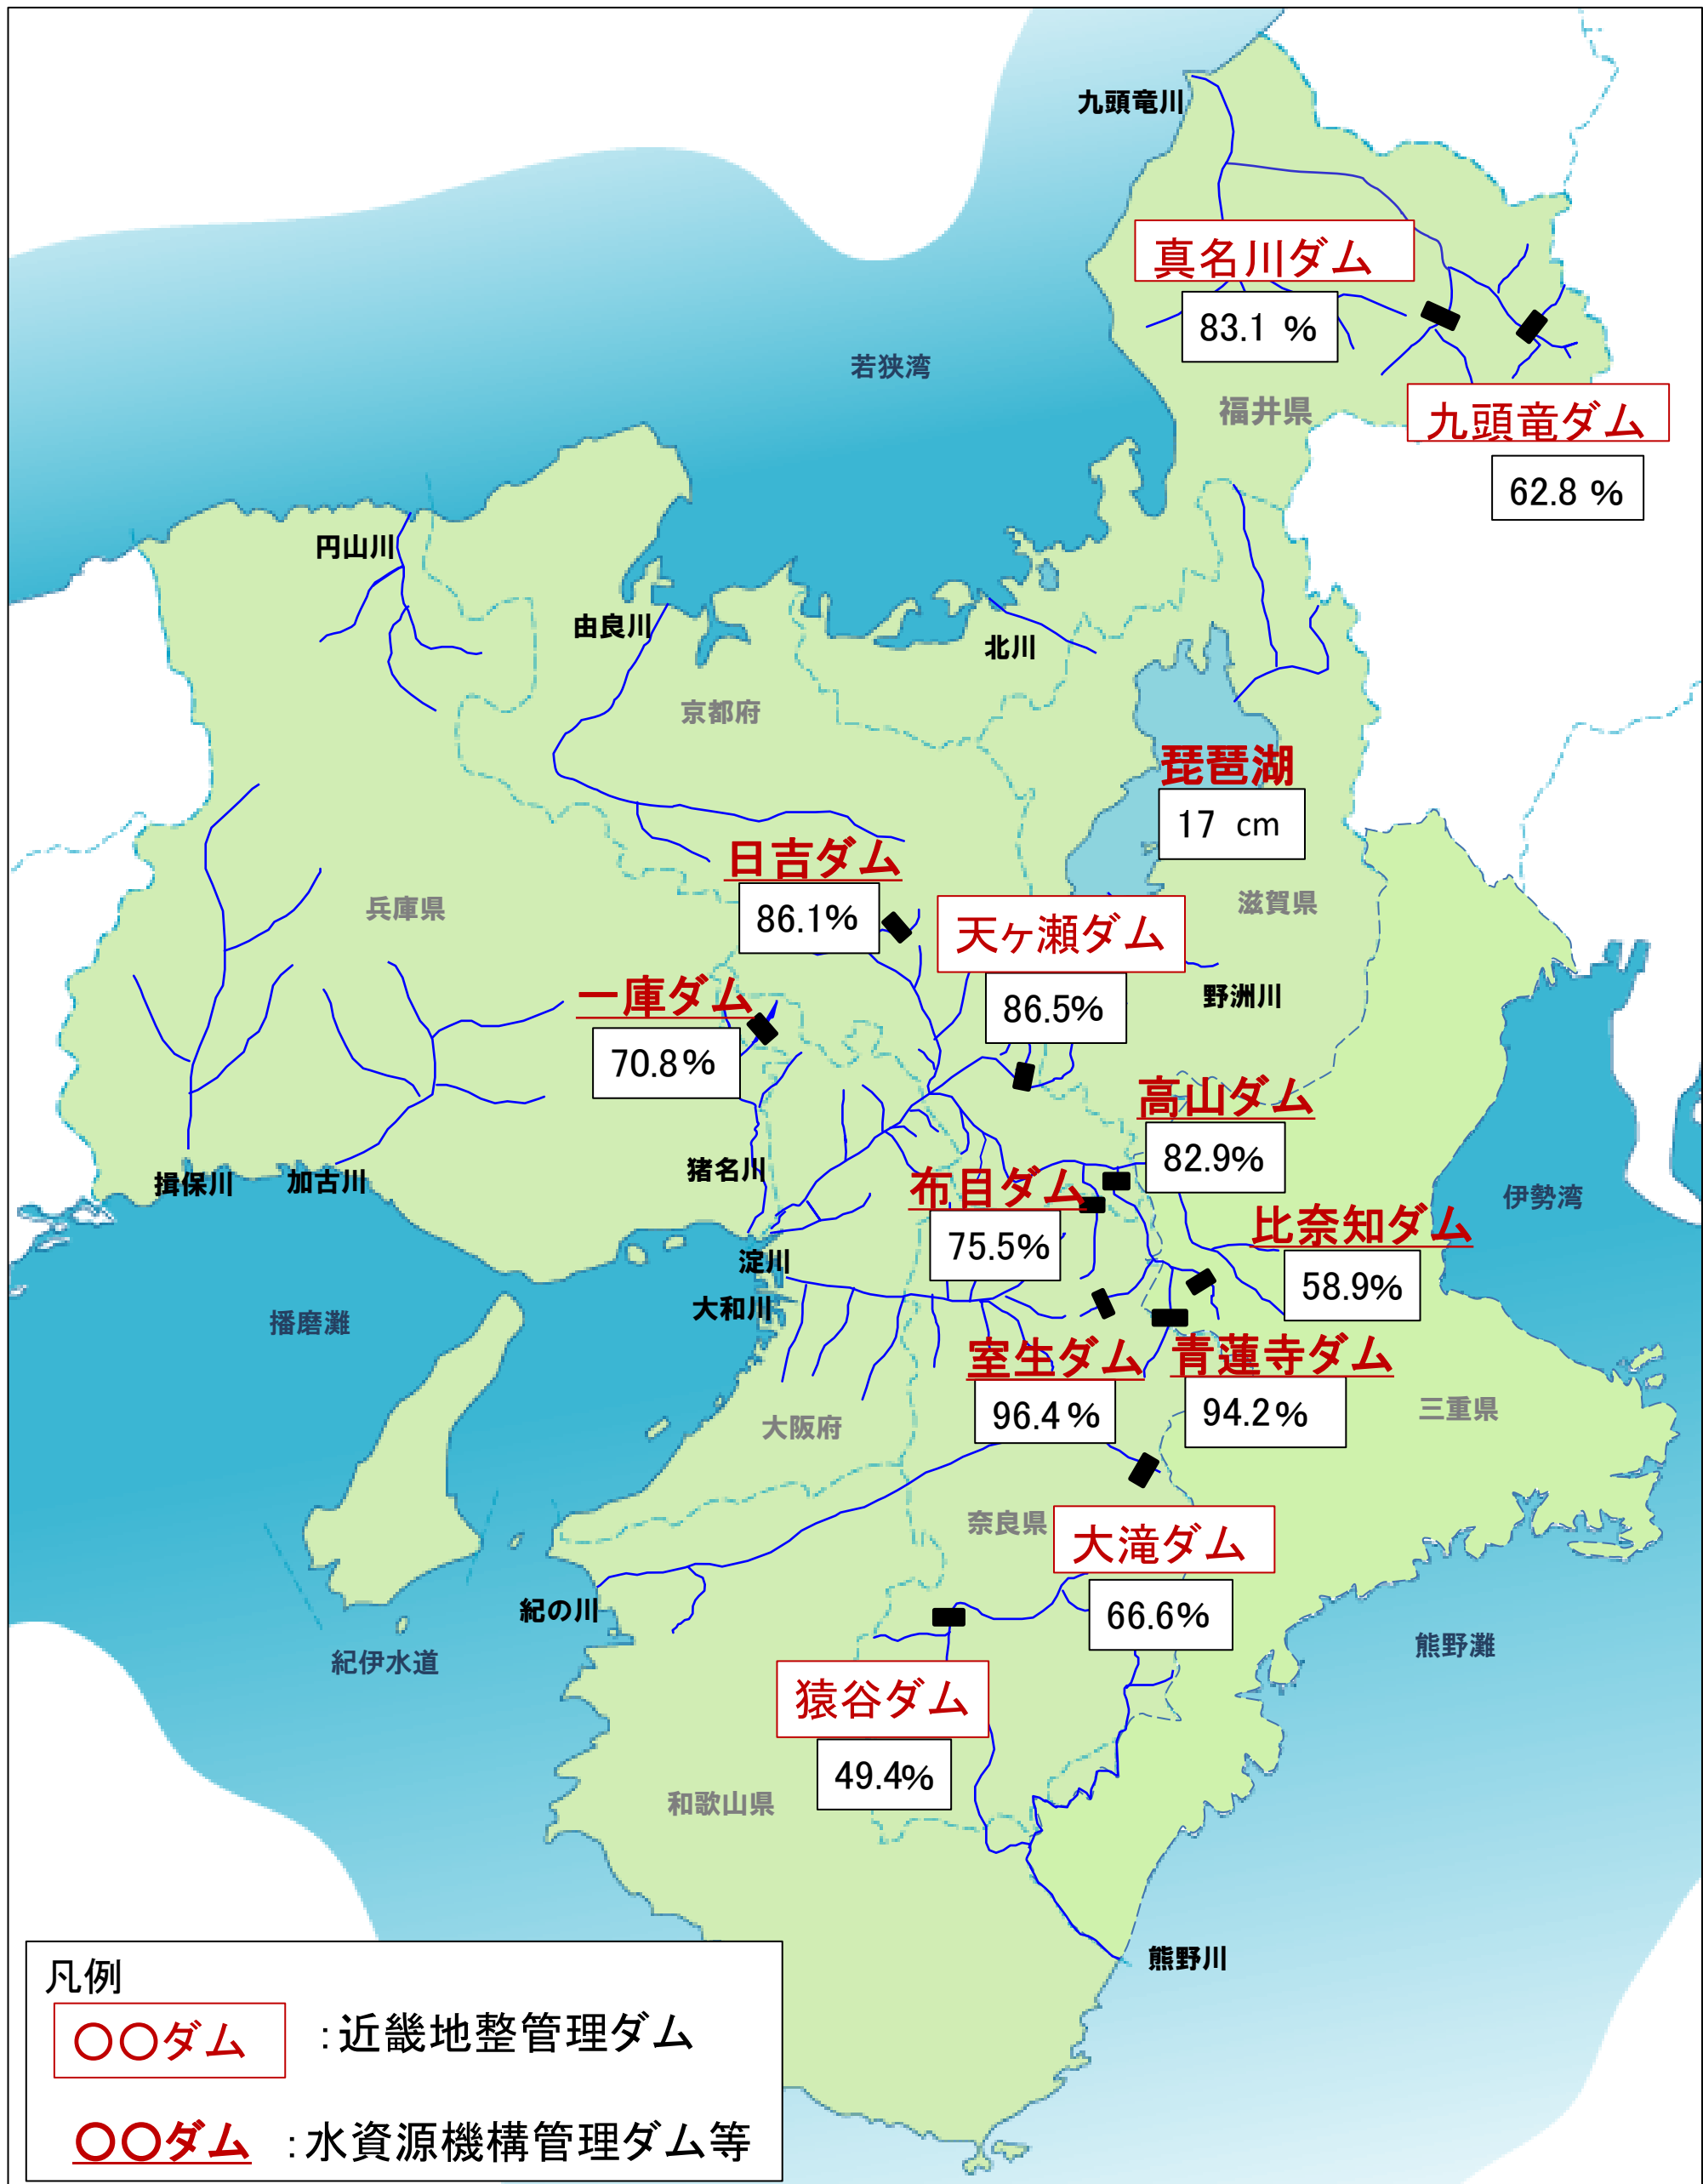 九頭竜川
真名川ダム
83.1 %
若狭湾
福井県
九頭竜ダム
62.8 %
円山川
由良川
北川
京都府
琵琶湖
17 cm
日吉ダム
86.1%
兵庫県
滋賀県
天ヶ瀬ダム
86.5%
野洲川
一庫ダム
70.8%
高山ダム
82.9%
猪名川
揖保川
加古川
布目ダム
75.5%
伊勢湾
比奈知ダム
58.9%
淀川
大和川
播磨灘
室生ダム
96.4%
青蓮寺ダム
94.2%
三重県
大阪府
奈良県
大滝ダム
66.6%
紀の川
紀伊水道
熊野灘
猿谷ダム
49.4%
和歌山県
熊野川
凡例
〇〇ダム :近畿地整管理ダム
〇〇ダム :水資源機構管理ダム等